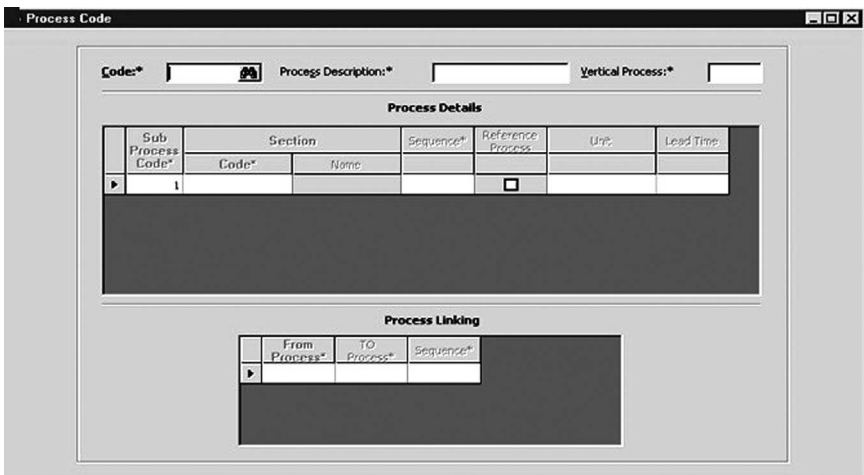 Process Code
Code:* Process Description:* Vertical Process:*
Process Details
Sub Process Code* Section Sequence* Reference Process Unit Lead Time
Code* Name
1
Process Linking
From Process* TO Process* Sequence*